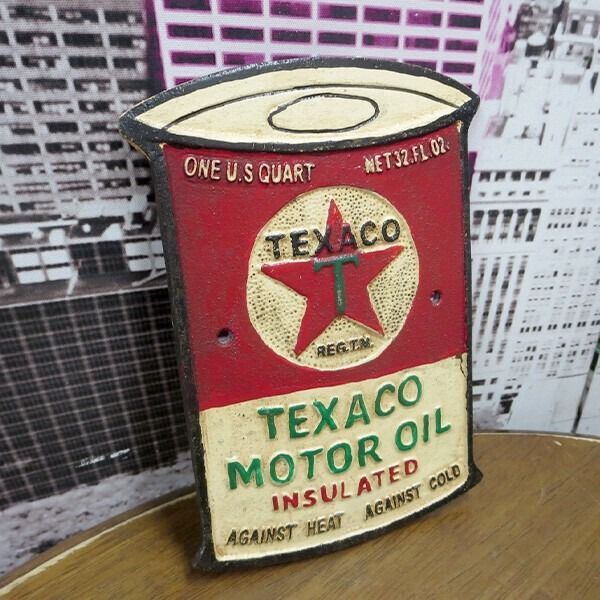 ONE U.S QUART NET 32.FL.OZ.
TEXACO
T
REG.T.M.
TEXACO
MOTOR OIL
INSULATED
AGAINST HEAT AGAINST COLD